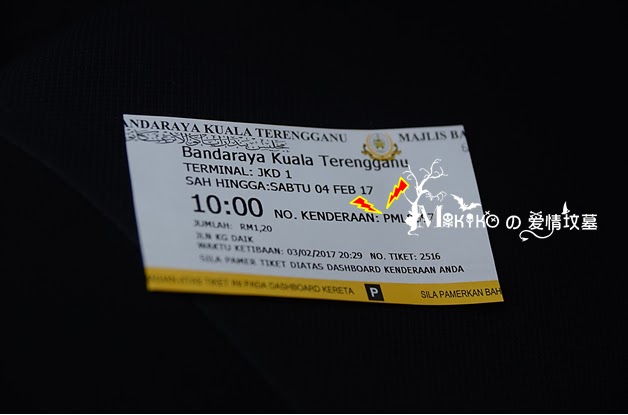 ANDARAYA KUALA TERENGGANU MAJLIS BA
Bandaraya Kuala Terengganu
TERMINAL: JKD 1
SAH HINGGA:SABTU 04 FEB 17
10:00 NO. KENDERAAN:
JUMLAH: RM1,20
JLN KG DAIK
WAKTU KETIBAAN: 03/02/2017 20:29 NO. TIKET: 2516
SILA PAMER TIKET DIATAS DASHBOARD KENDERAAN ANDA
TIKET INI PADA DASHBOARD KERETA P SILA PAMERKAN BAH
MAKIYKO の 爱情坟墓